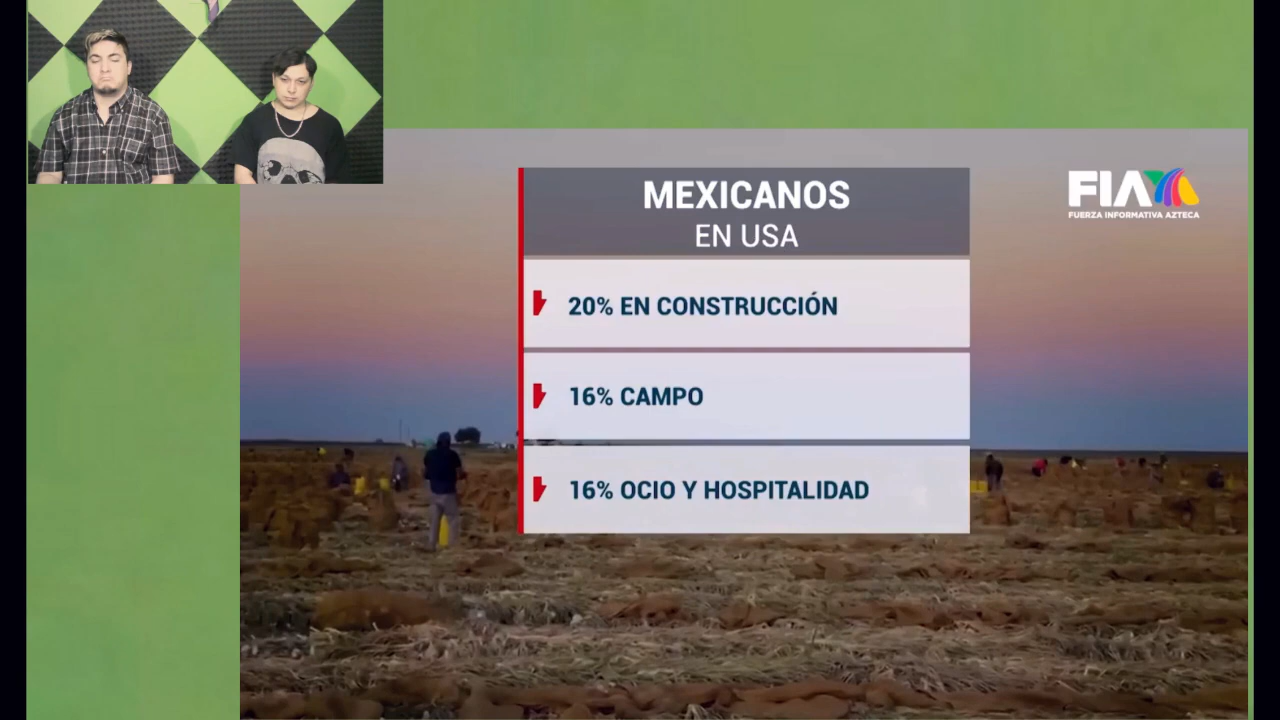 MEXICANOS
EN USA
20% EN CONSTRUCCIÓN
16% CAMPO
16% OCIO Y HOSPITALIDAD
FIA
FUERZA INFORMATIVA AZTECA